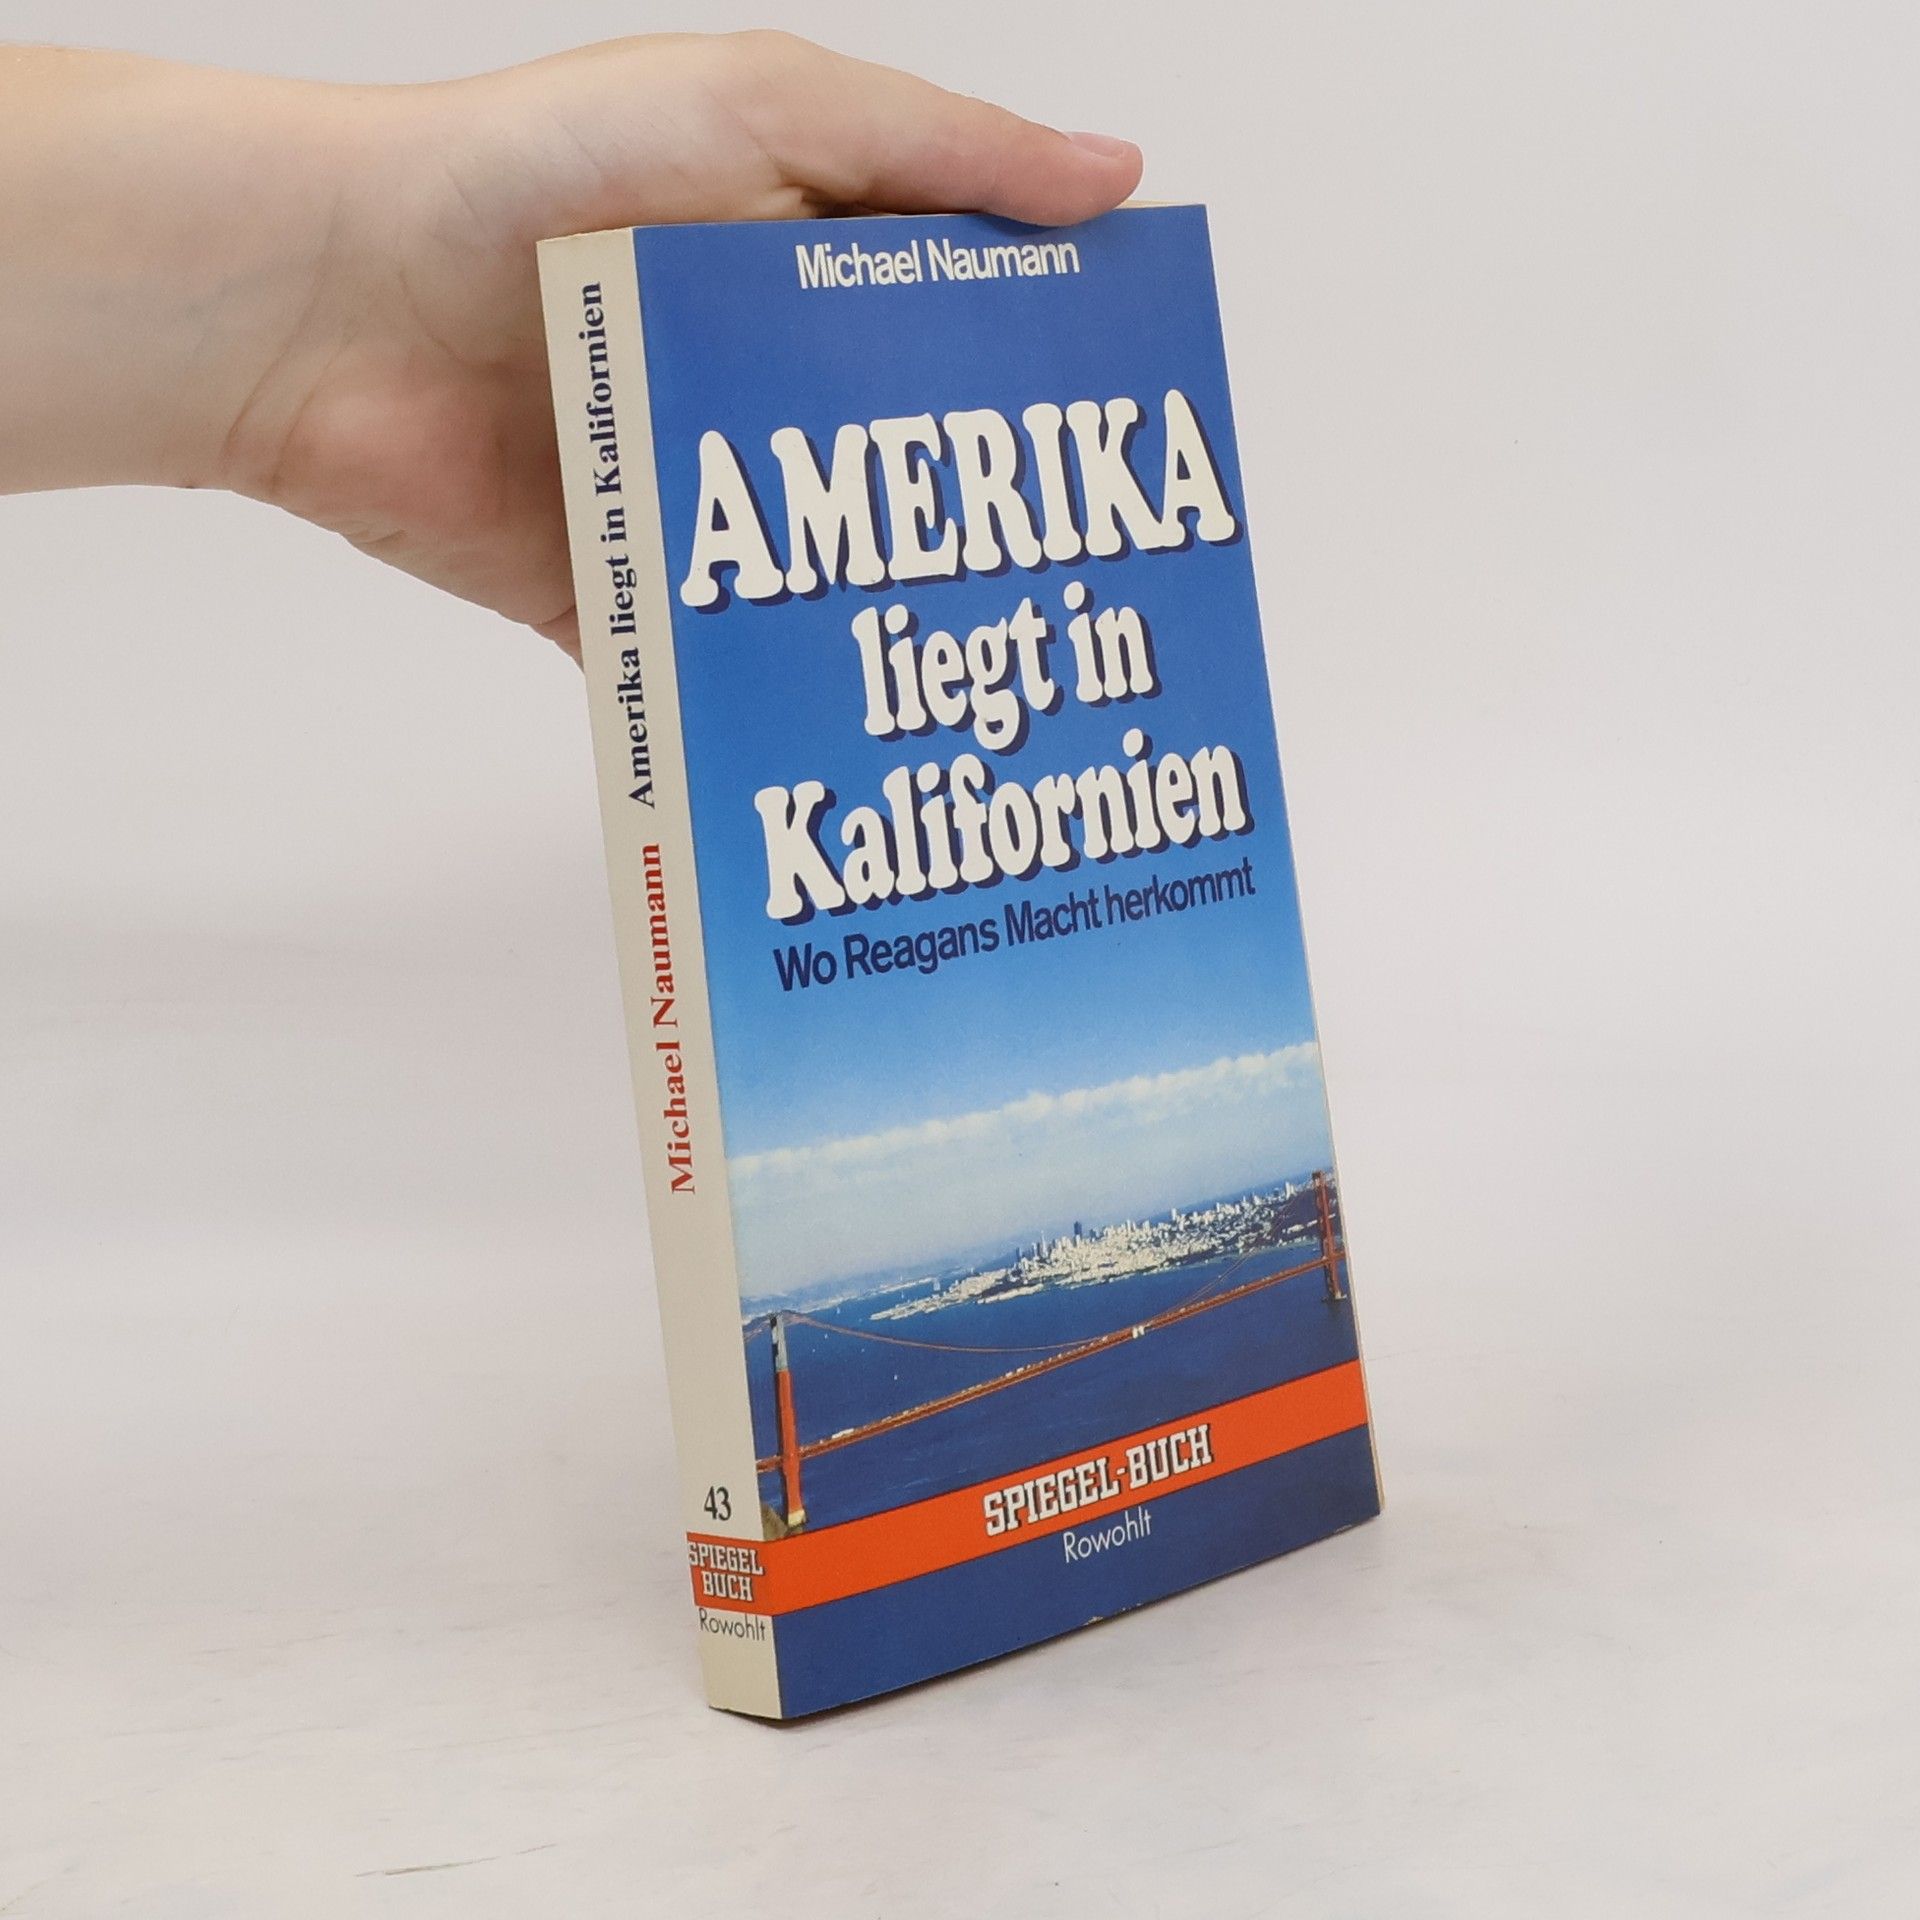 Michael Naumann
AMERIKA
liegt in
Kalifornien
Wo Reagans Macht herkommt
SPIEGEL-BUCH
Rowohlt
Michael Naumann Amerika liegt in Kalifornien
43
SPIEGEL
BUCH
Rowohlt